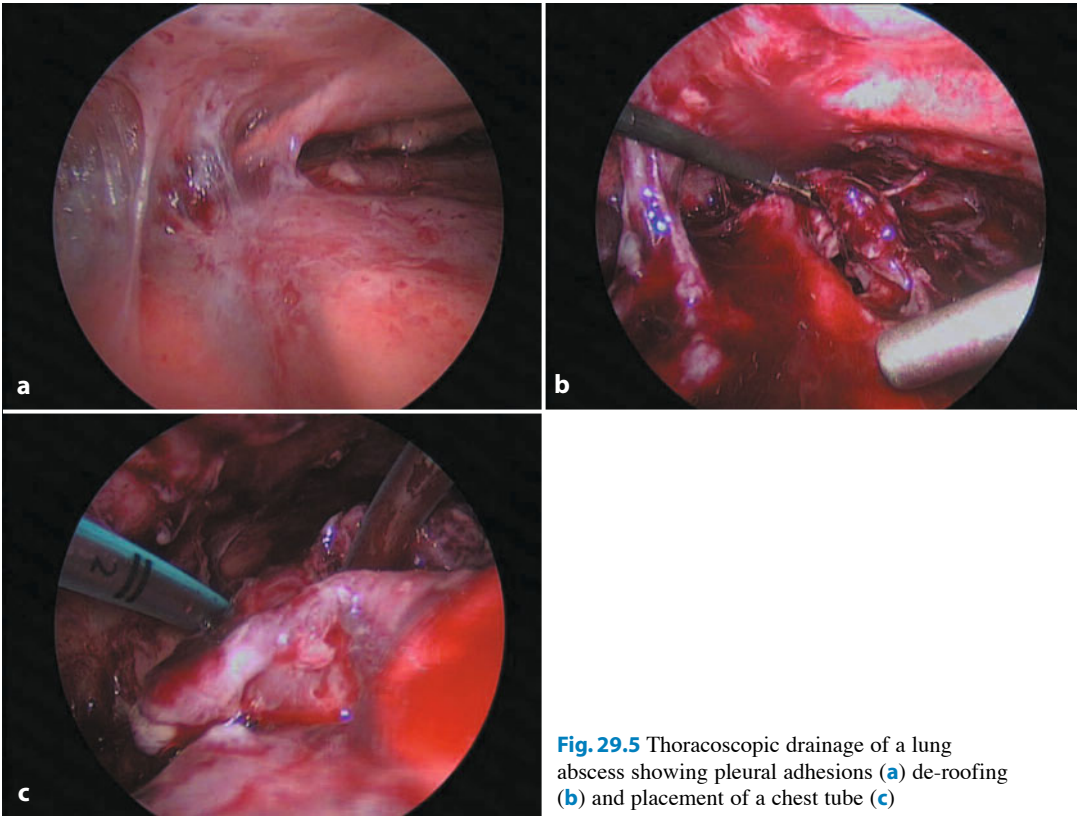 a
b
2
c
Fig. 29.5 Thoracoscopic drainage of a lung
abscess showing pleural adhesions (a) de-roofing
(b) and placement of a chest tube (c)